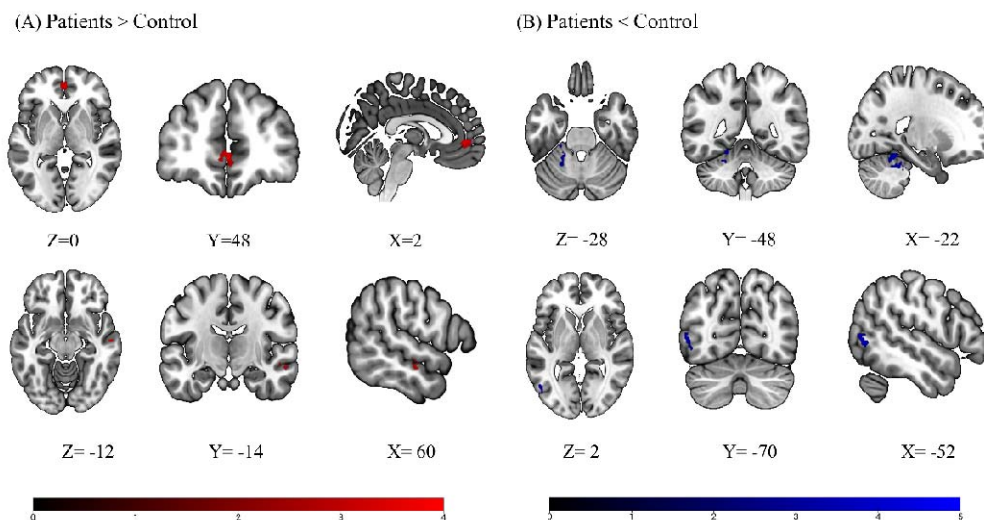 (A) Patients > Control
(B) Patients < Control
Z=0
Y=48
X=2
Z= -28
Y= -48
X= -22
Z= -12
Y= -14
X= 60
Z= 2
Y= -70
X= -52
0 1 2 3 4
0 1 2 3 4 5